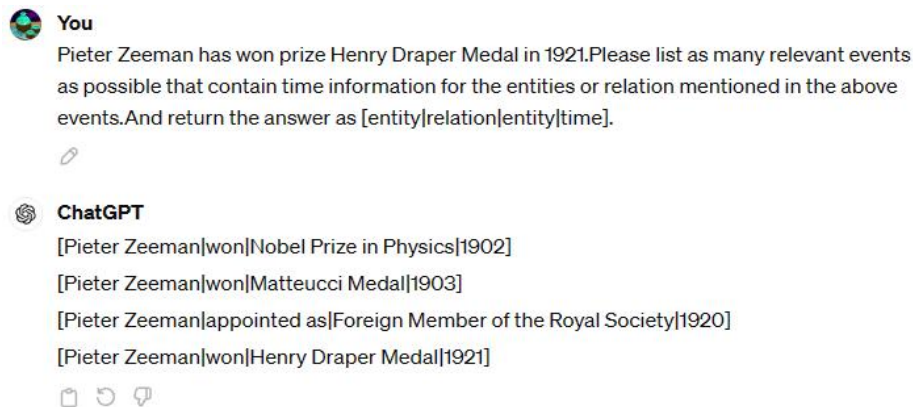 You
Pieter Zeeman has won prize Henry Draper Medal in 1921.Please list as many relevant events
as possible that contain time information for the entities or relation mentioned in the above
events.And return the answer as [entity|relation|entity|time].
ChatGPT
[Pieter Zeeman|won|Nobel Prize in Physics|1902]
[Pieter Zeeman|won|Matteucci Medal|1903]
[Pieter Zeeman|appointed as|Foreign Member of the Royal Society|1920]
[Pieter Zeeman|won|Henry Draper Medal|1921]